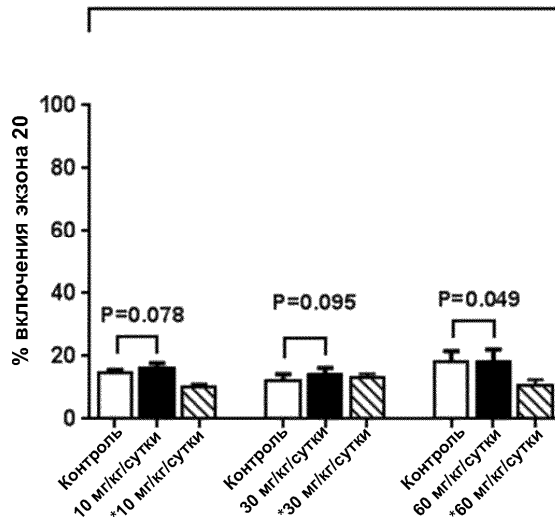 % включения экзона 20
100
80
60
40
20
0
P=0.078
P=0.095
P=0.049
Контроль
10 мг/кг/сутки
*10 мг/кг/сутки
Контроль
30 мг/кг/сутки
*30 мг/кг/сутки
Контроль
60 мг/кг/сутки
*60 мг/кг/сутки